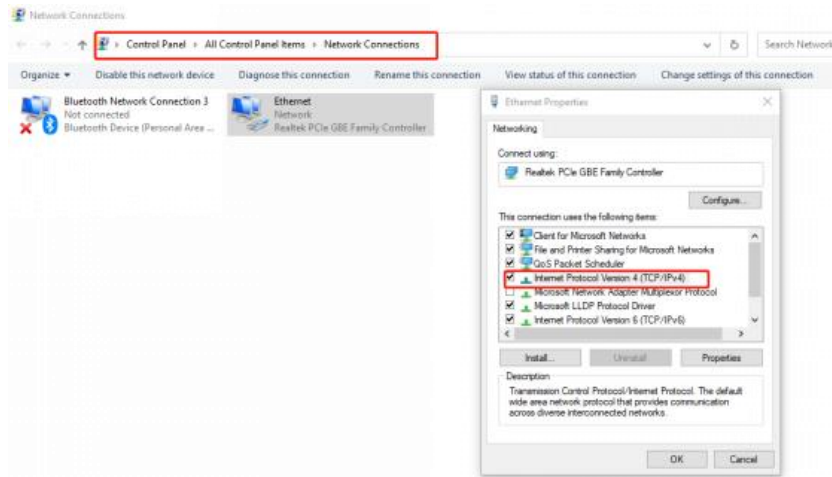 Network Connections
Control Panel › All Control Panel Items › Network Connections
Search Network
Organize Disable this network device Diagnose this connection Rename this connection View status of this connection Change settings of this connection
Bluetooth Network Connection 3
Not connected
Bluetooth Device (Personal Area ...
Ethernet
Network
Realtek PCIe GBE Family Controller
Ethernet Properties
Networking
Connect using:
Realtek PCIe GBE Family Controller
Configure...
This connection uses the following items:
Client for Microsoft Networks
File and Printer Sharing for Microsoft Networks
QoS Packet Scheduler
Internet Protocol Version 4 (TCP/IPv4)
Microsoft Network Adapter Multiplexor Protocol
Microsoft LLDP Protocol Driver
Internet Protocol Version 6 (TCP/IPv6)
Install... Uninstall Properties
Description
Transmission Control Protocol/Internet Protocol. The default
wide area network protocol that provides communication
across diverse interconnected networks.
OK Cancel